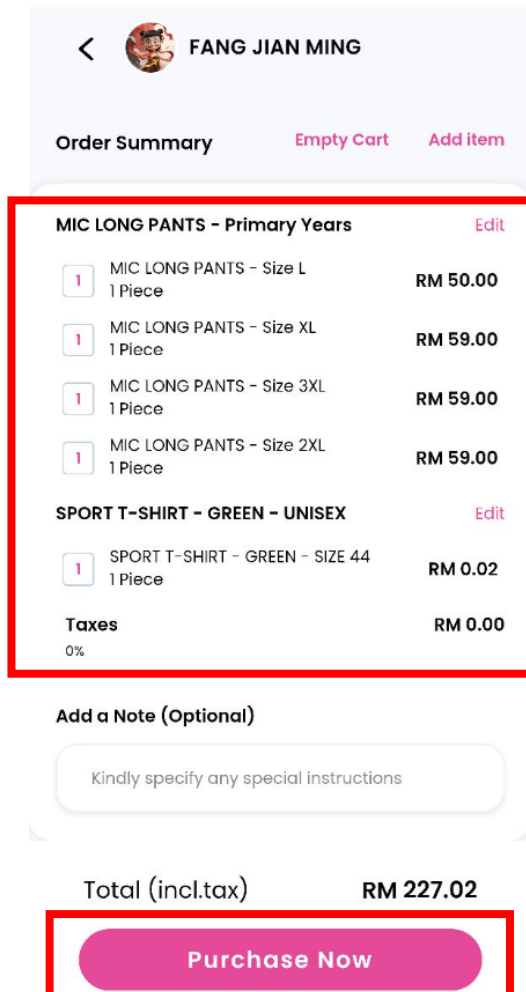 FANG JIAN MING
Order Summary Empty Cart Add item
MIC LONG PANTS - Primary Years Edit
1 MIC LONG PANTS - Size L RM 50.00
1 Piece
1 MIC LONG PANTS - Size XL RM 59.00
1 Piece
1 MIC LONG PANTS - Size 3XL RM 59.00
1 Piece
1 MIC LONG PANTS - Size 2XL RM 59.00
1 Piece
SPORT T-SHIRT - GREEN - UNISEX Edit
1 SPORT T-SHIRT - GREEN - SIZE 44 RM 0.02
1 Piece
Taxes RM 0.00
0%
Add a Note (Optional)
Kindly specify any special instructions
Total (incl.tax) RM 227.02
Purchase Now